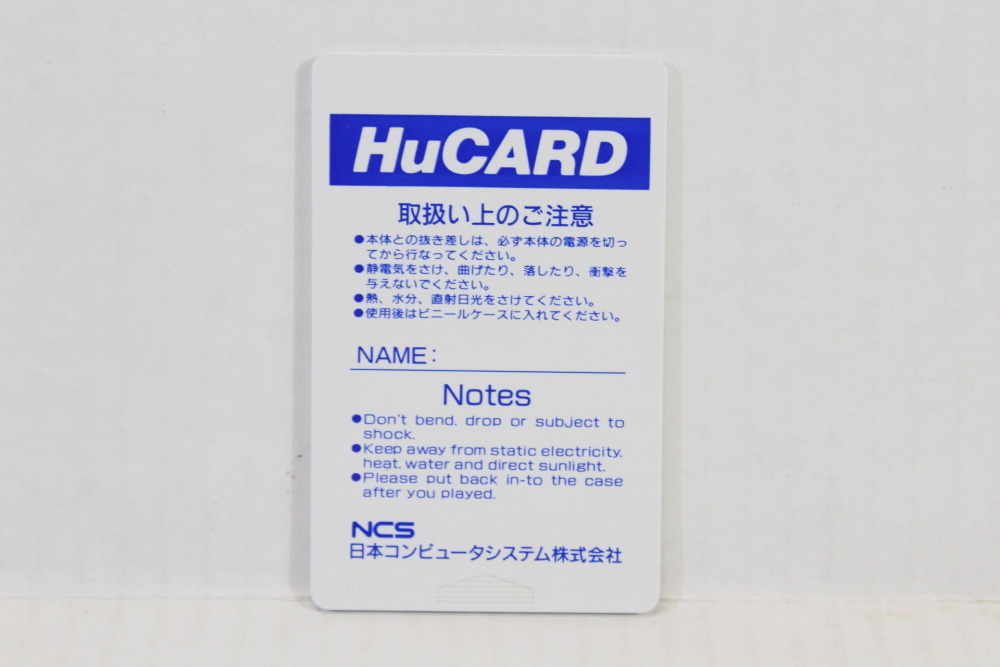 HuCARD
取扱い上のご注意
●本体との抜き差しは、必ず本体の電源を切っ
てから行なってください。
●静電気をさけ、曲げたり、落したり、衝撃を
与えないでください。
●熱、水分、直射日光をさけてください。
●使用後はビニールケースに入れてください。
NAME:
Notes
●Don't bend. drop or subject to
shock.
●Keep away from static electricity.
heat. water and direct sunlight.
●Please put back in-to the case
after you played.
NCS
日本コンピュータシステム株式会社